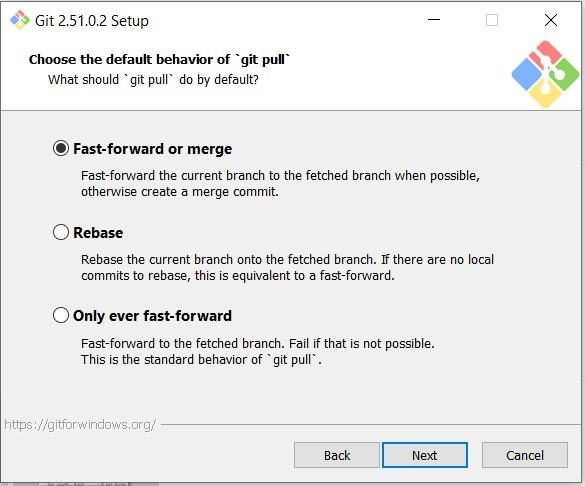 Git 2.51.0.2 Setup
Choose the default behavior of `git pull`
What should `git pull` do by default?
Fast-forward or merge
Fast-forward the current branch to the fetched branch when possible,
otherwise create a merge commit.
Rebase
Rebase the current branch onto the fetched branch. If there are no local
commits to rebase, this is equivalent to a fast-forward.
Only ever fast-forward
Fast-forward to the fetched branch. Fail if that is not possible.
This is the standard behavior of `git pull`.
https://gitforwindows.org/
Back Next Cancel